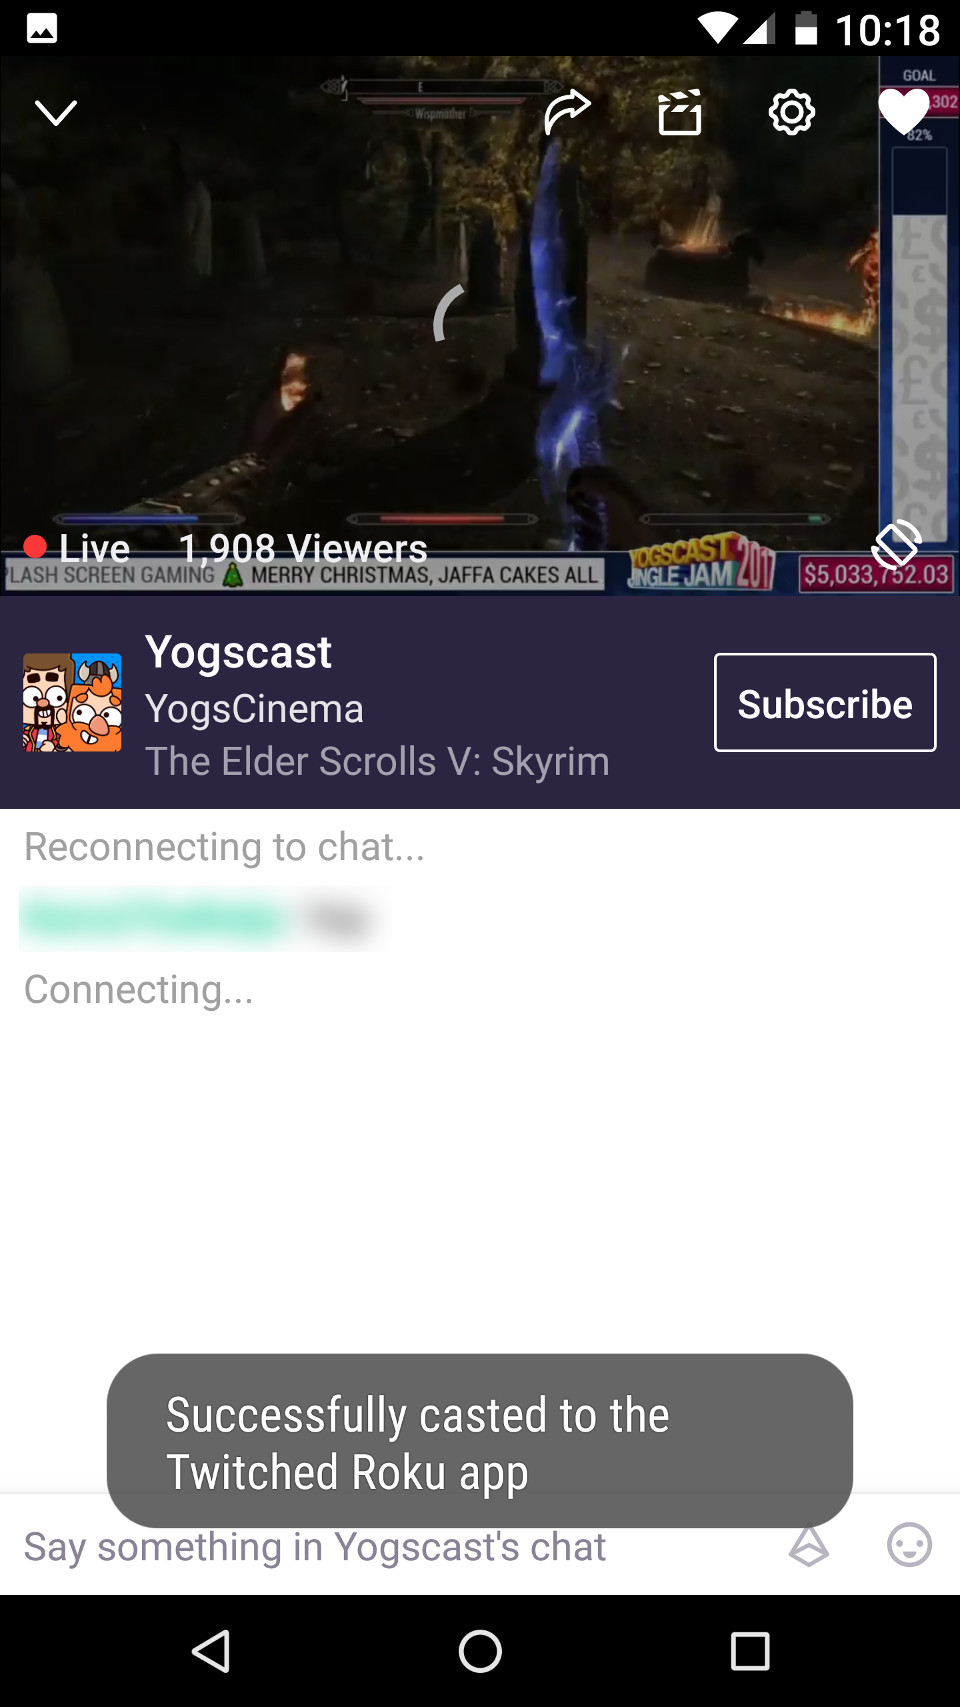 10:18
GOAL
,302
82%
E
Wispmother
Live 1,908 Viewers
LASH SCREEN GAMING MERRY CHRISTMAS, JAFFA CAKES ALL
YOGSCAST
JINGLE JAM 2017
$5,033,752.03
Yogscast
YogsCinema
The Elder Scrolls V: Skyrim
Subscribe
Reconnecting to chat...
Connecting...
Successfully casted to the
Twitched Roku app
Say something in Yogscast's chat